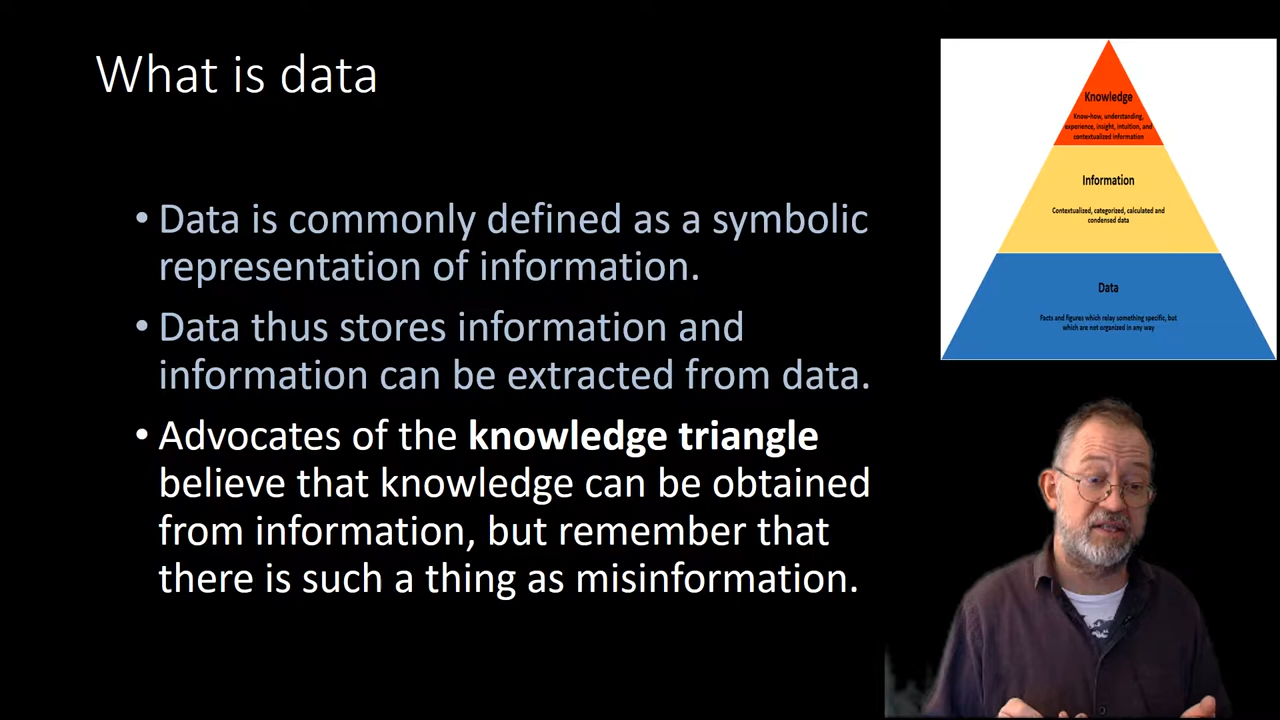 What is data
• Data is commonly defined as a symbolic
representation of information.
• Data thus stores information and
information can be extracted from data.
• Advocates of the knowledge triangle
believe that knowledge can be obtained
from information, but remember that
there is such a thing as misinformation.
Knowledge
Know-how, understanding,
experience, insight, intuition, and
contextualized information
Information
Contextualized, categorized, calculated and
condensed data
Data
Facts and figures which relay something specific, but
which are not organized in any way